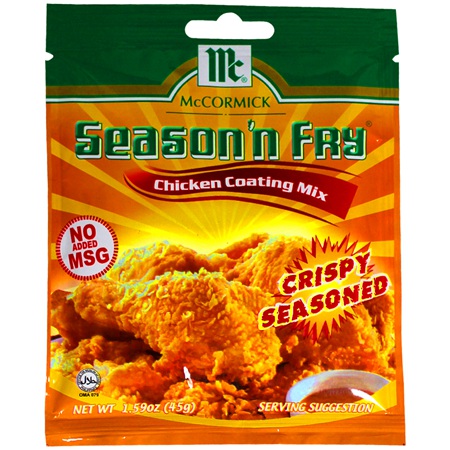 Mc®
McCORMICK
SEASON'N FRY®
Chicken Coating Mix
NO
ADDED
MSG
CRISPY
SEASONED
NET WT 1.59oz (45g)
SERVING SUGGESTION